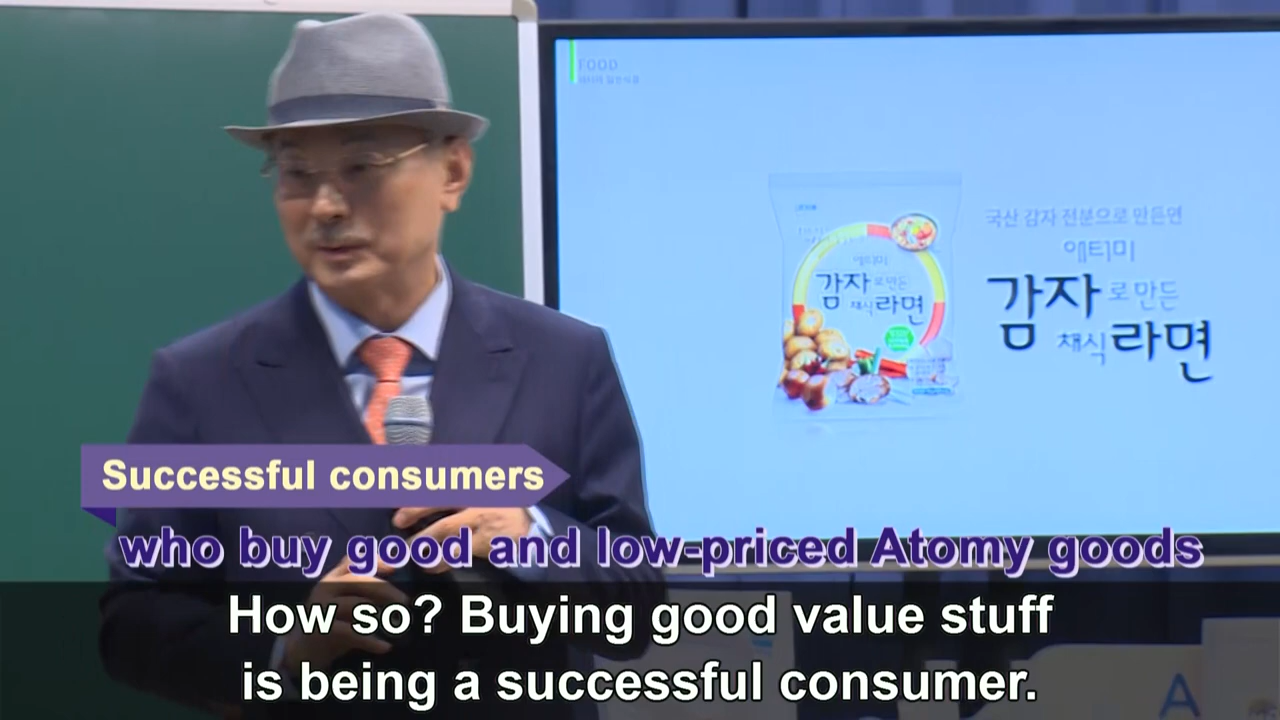 FOOD
국산 감자 전분으로 만든면
애터미
감자로 만든
채식 라면
애터미
감자로 만든
채식 라면
Successful consumers
who buy good and low-priced Atomy goods
How so? Buying good value stuff
is being a successful consumer.
A